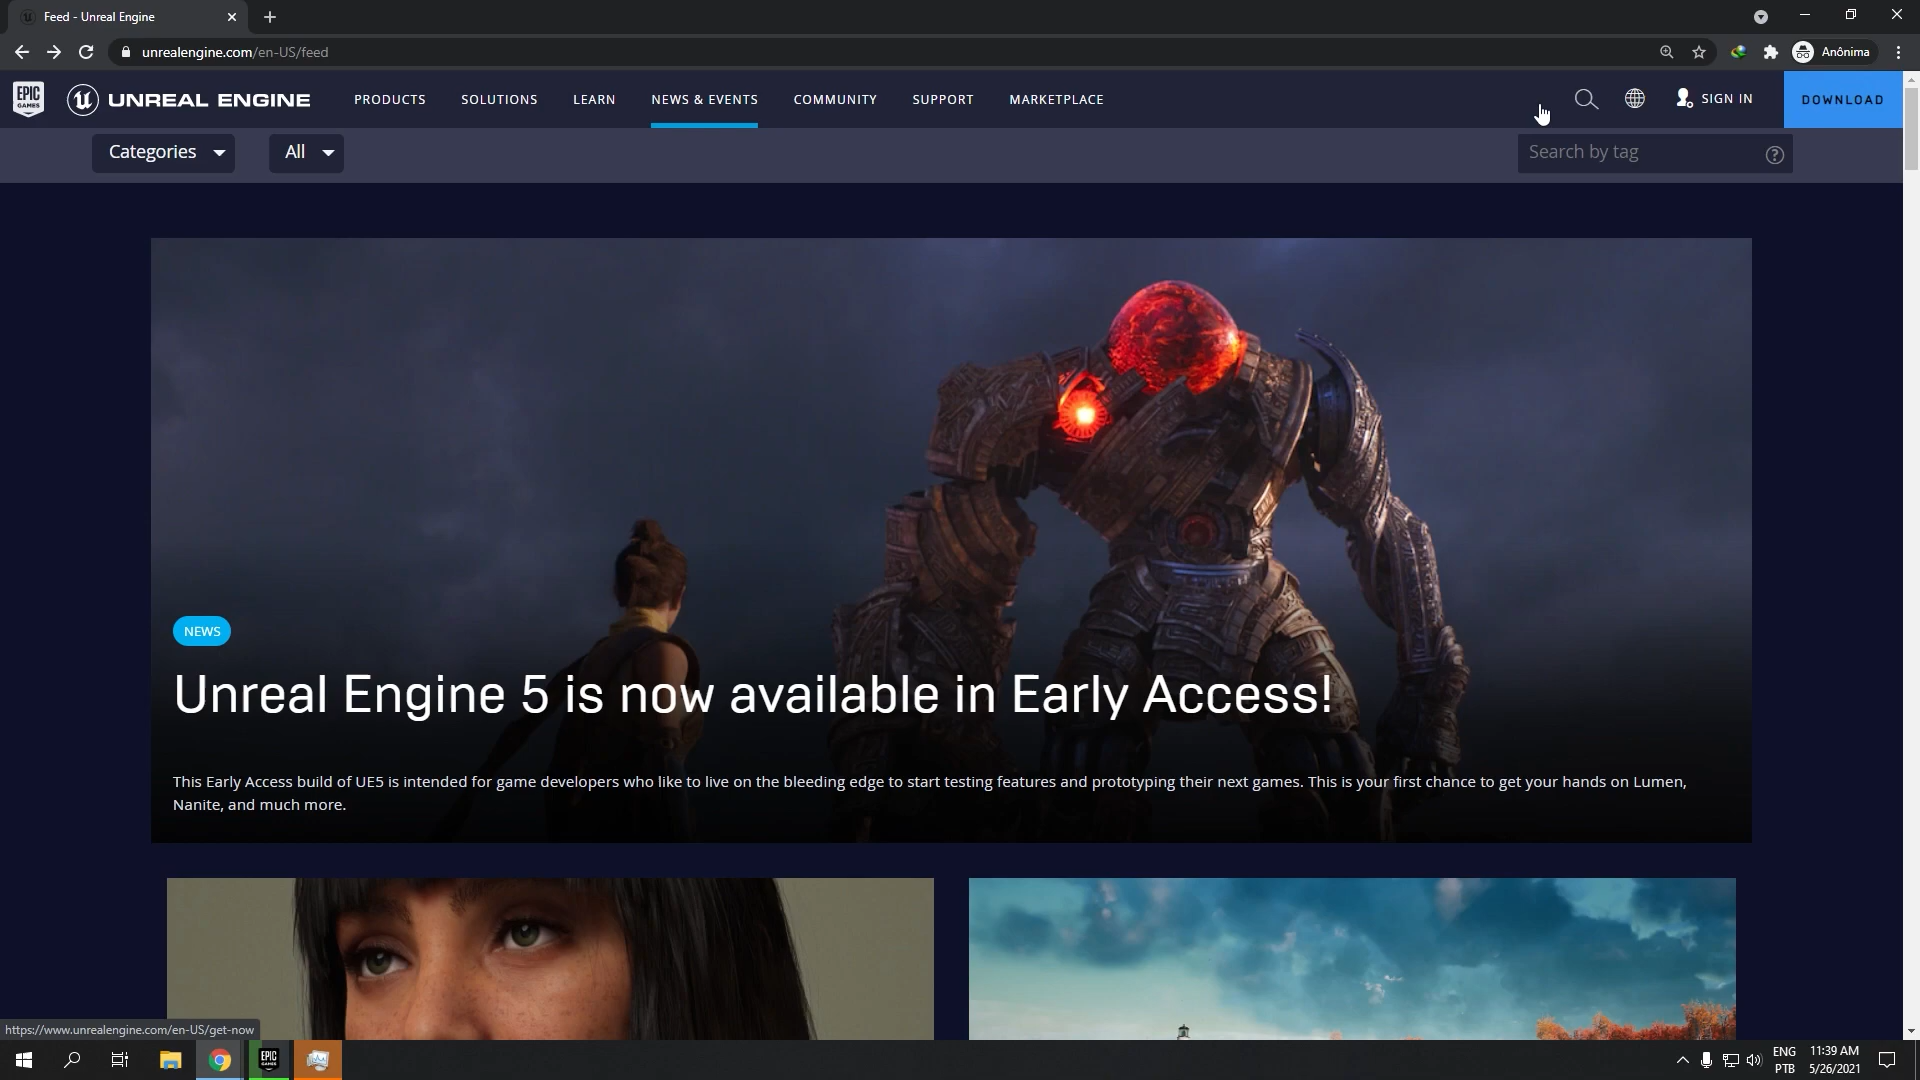 Feed - Unreal Engine
unrealengine.com/en-US/feed
Anônima
EPIC GAMES
UNREAL ENGINE
PRODUCTS
SOLUTIONS
LEARN
NEWS & EVENTS
COMMUNITY
SUPPORT
MARKETPLACE
SIGN IN
DOWNLOAD
Categories
All
Search by tag
NEWS
Unreal Engine 5 is now available in Early Access!
This Early Access build of UE5 is intended for game developers who like to live on the bleeding edge to start testing features and prototyping their next games. This is your first chance to get your hands on Lumen,
Nanite, and much more.
https://www.unrealengine.com/en-US/get-now
EPIC GAMES
ENG
PTB
11:39 AM
5/26/2021